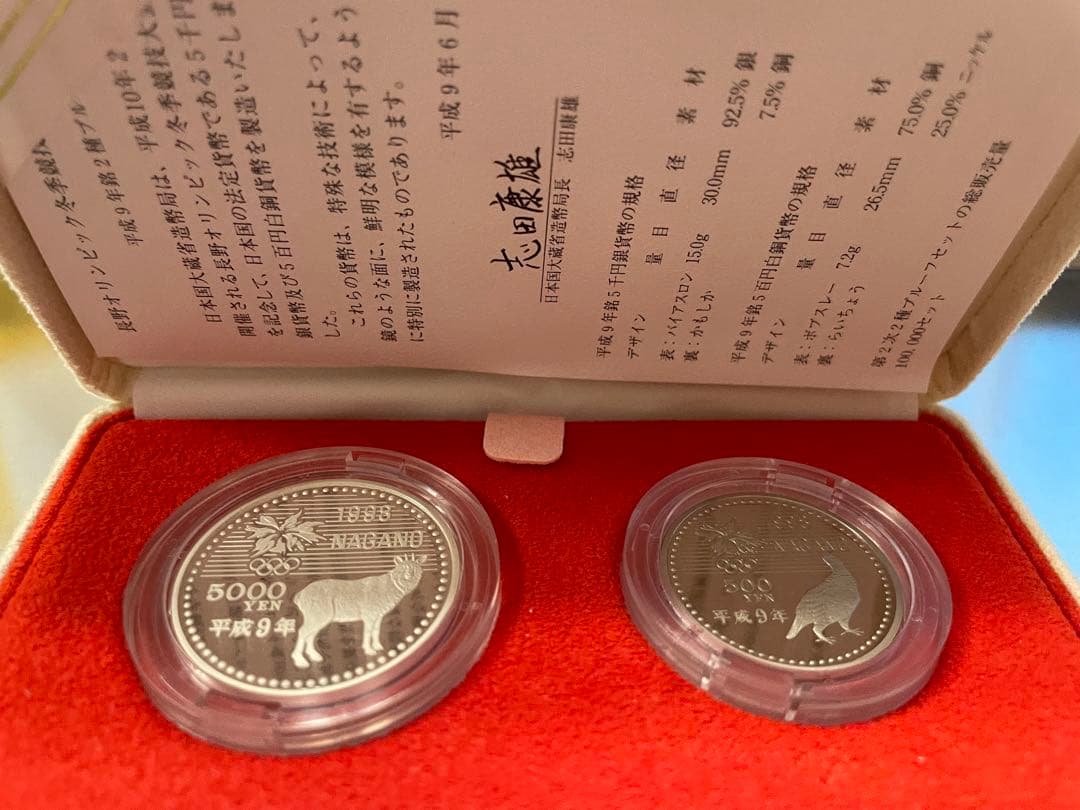 長野オリンピック冬季競技
平成9年銘2種プル
日本国大蔵省造幣局は、平成10年2
開催される長野オリンピック冬季競技大
を記念して、日本国の法定貨幣である5千円
銀貨幣及び5百円白銅貨幣を製造いたしま
した。
これらの貨幣は、特殊な技術によって、
鏡のような面に、鮮明な模様を有するよう
に特別に製造されたものであります。
平成9年6月
志田康雄
日本国大蔵省造幣局長 志田康雄
平成9年銘5千円銀貨幣の規格
デザイン 量目 直径 素材
表:バイアスロン 15.0g 30.0mm 92.5% 銀
裏:かもしか 7.5% 銅
平成9年銘5百円白銅貨幣の規格
デザイン 量目 直径 素材
表:ボブスレー 7.2g 26.5mm 75.0% 銅
裏:らいちょう 25.0% ニッケル
第2次2種プルーフセットの総販売量
100,000セット
1998
NAGANO
5000
YEN
平成9年
1998
NAGANO
500
YEN
平成9年